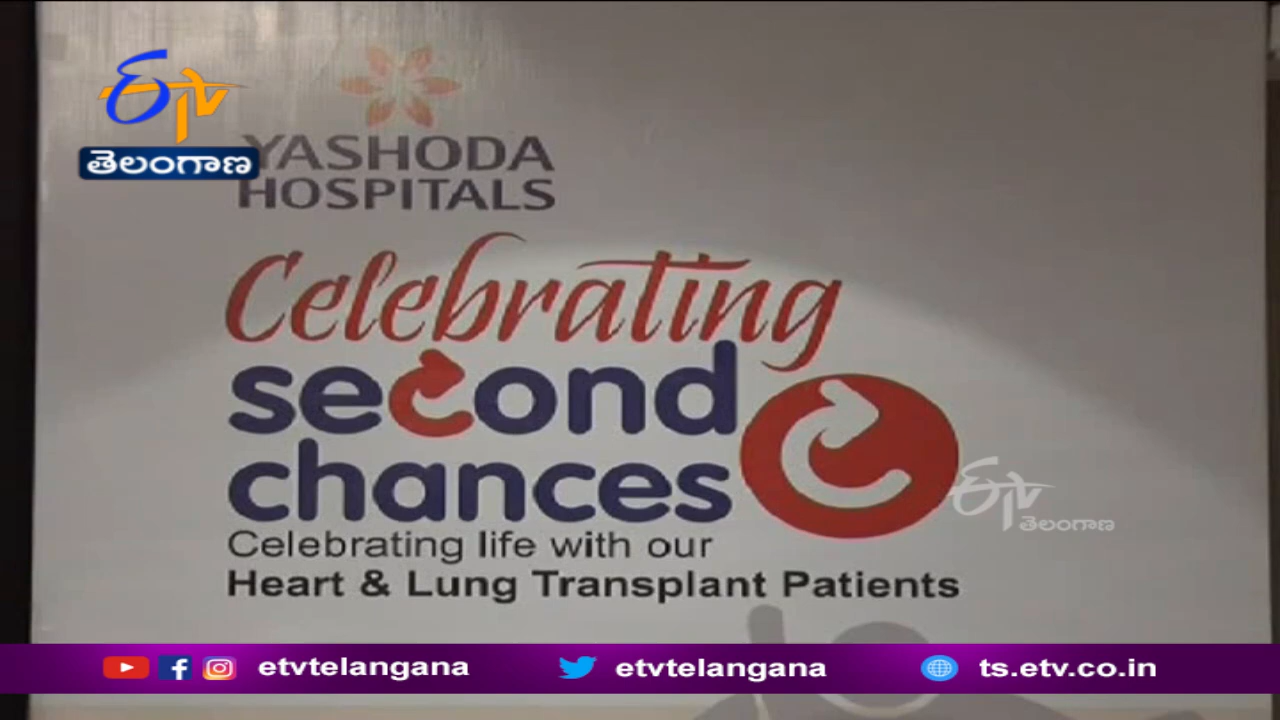 ETV
తెలంగాణ
YASHODA
HOSPITALS
Celebrating
second
chances
Celebrating life with our
Heart & Lung Transplant Patients
ETV
తెలంగాణ
etvtelangana
etvtelangana
ts.etv.co.in